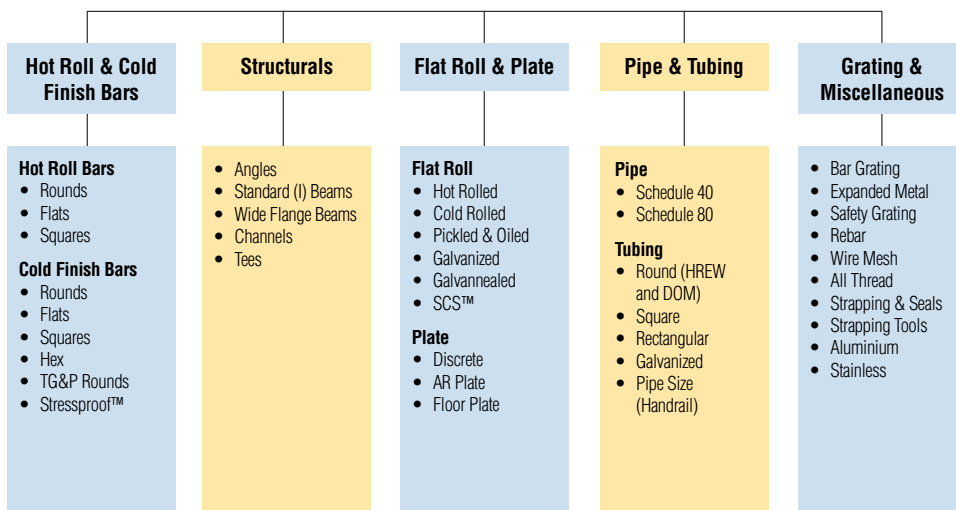 Hot Roll & Cold
Finish Bars
Structurals
Flat Roll & Plate
Pipe & Tubing
Grating &
Miscellaneous
Hot Roll Bars
• Rounds
• Flats
• Squares
Cold Finish Bars
• Rounds
• Flats
• Squares
• Hex
• TG&P Rounds
• Stressproof™
• Angles
• Standard (I) Beams
• Wide Flange Beams
• Channels
• Tees
Flat Roll
• Hot Rolled
• Cold Rolled
• Pickled & Oiled
• Galvanized
• Galvannealed
• SCS™
Plate
• Discrete
• AR Plate
• Floor Plate
Pipe
• Schedule 40
• Schedule 80
Tubing
• Round (HREW
and DOM)
• Square
• Rectangular
• Galvanized
• Pipe Size
(Handrail)
• Bar Grating
• Expanded Metal
• Safety Grating
• Rebar
• Wire Mesh
• All Thread
• Strapping & Seals
• Strapping Tools
• Aluminium
• Stainless